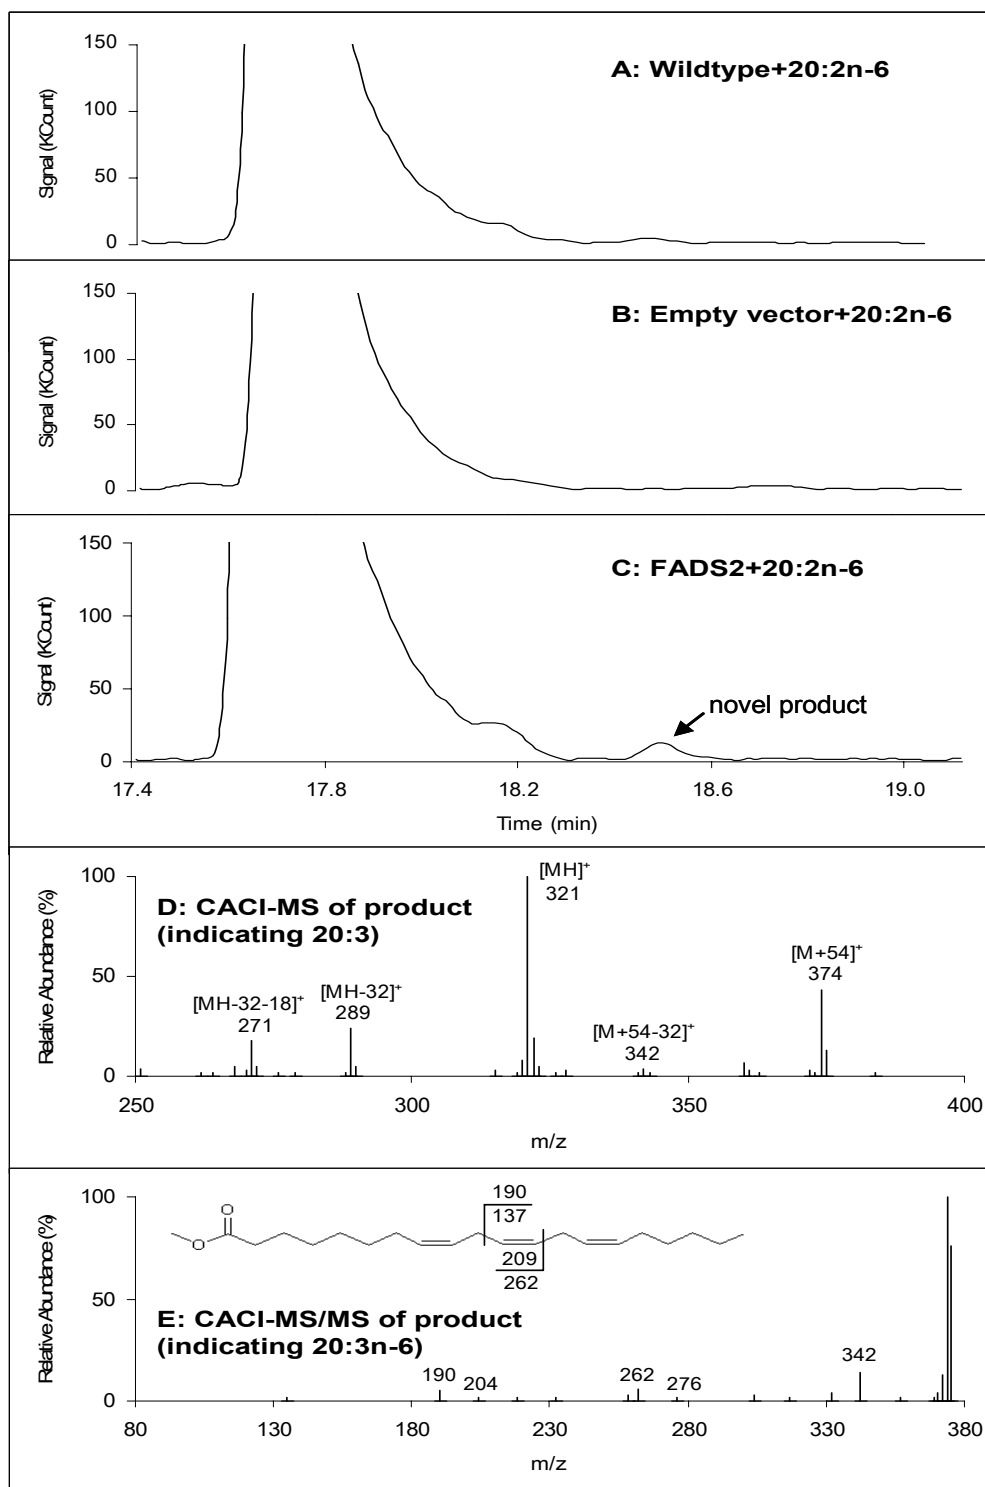 150
100
50
0
Signal (KCount)
A: Wildtype+20:2n-6
150
100
50
0
Signal (KCount)
B: Empty vector+20:2n-6
150
100
50
0
Signal (KCount)
C: FADS2+20:2n-6
novel product
17.4 17.8 18.2 18.6 19.0
Time (min)
100
50
0
Relative Abundance (%)
D: CACI-MS of product
(indicating 20:3)
[MH]+
321
[M+54]+
374
[MH-32]+
289
[MH-32-18]+
271
[M+54-32]+
342
250 300 350 400
m/z
100
50
0
Relative Abundance (%)
O
O
190
137
209
262
E: CACI-MS/MS of product
(indicating 20:3n-6)
190 204 262 276 342
80 130 180 230 280 330 380
m/z